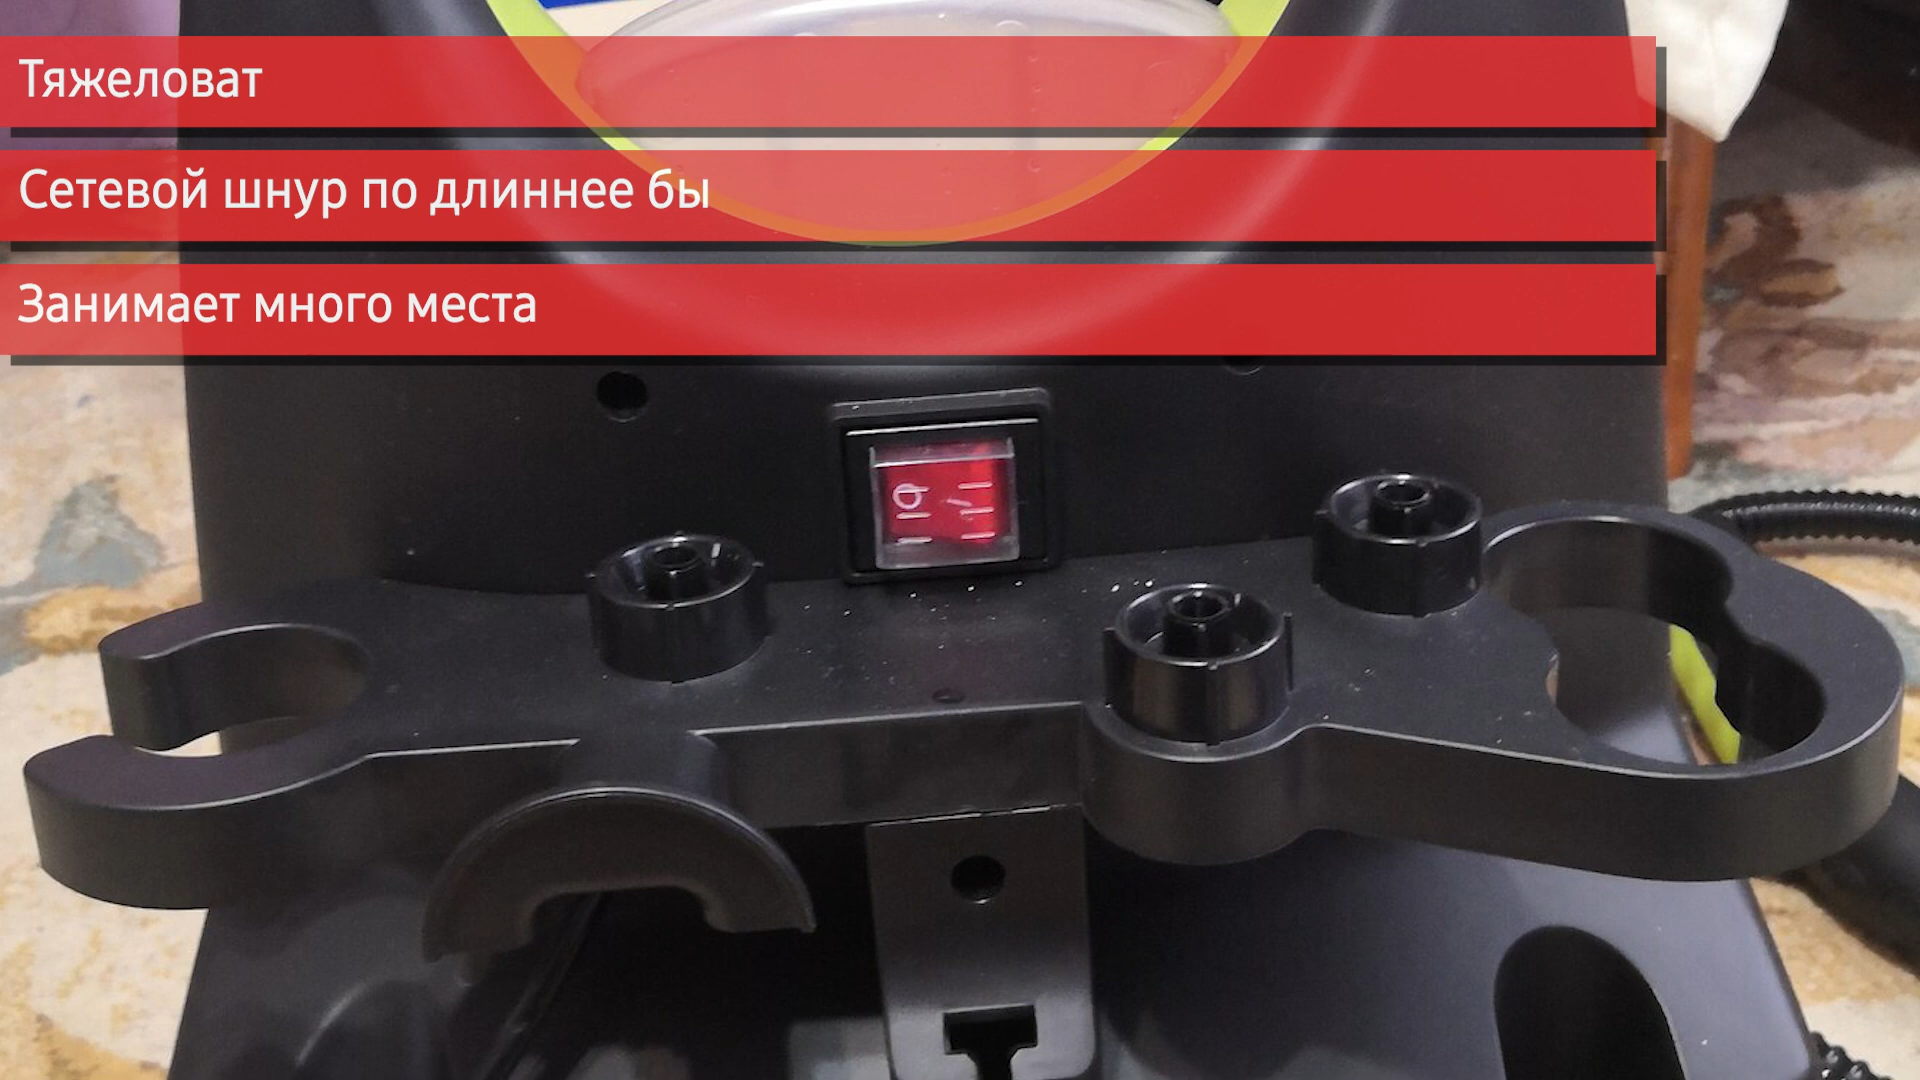 Тяжеловат
Сетевой шнур по длиннее бы
Занимает много места